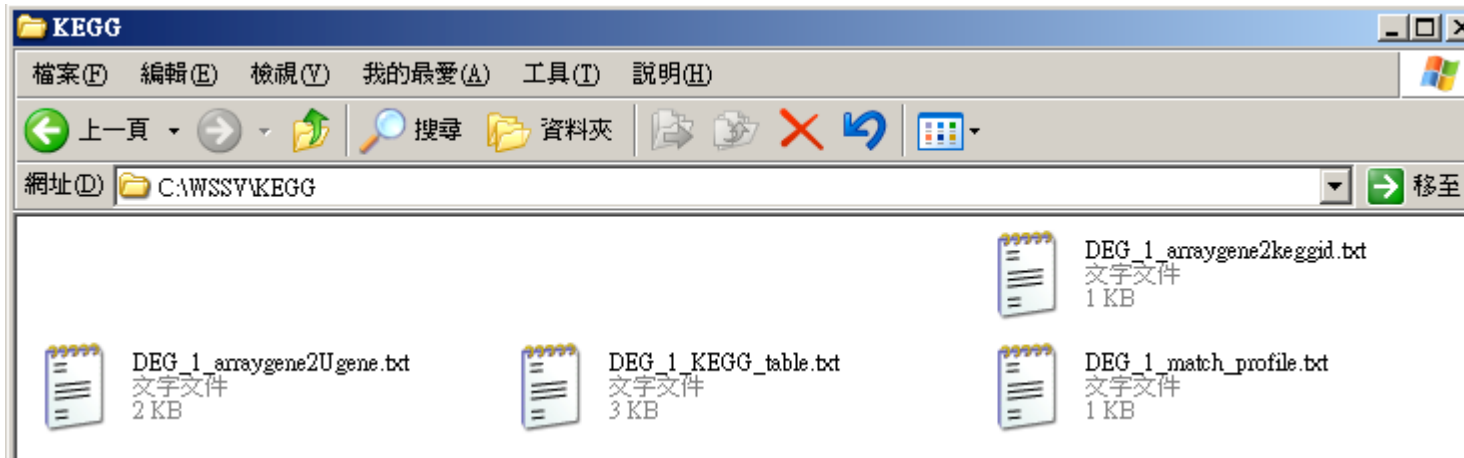 KEGG
檔案(F) 編輯(E) 檢視(V) 我的最愛(A) 工具(T) 說明(H)
上一頁 搜尋 資料夾
網址(D) C:\WSSV\KEGG 移至
DEG_1_arraygene2keggid.txt
文字文件
1 KB
DEG_1_arraygene2Ugene.txt
文字文件
2 KB
DEG_1_KEGG_table.txt
文字文件
3 KB
DEG_1_match_profile.txt
文字文件
1 KB